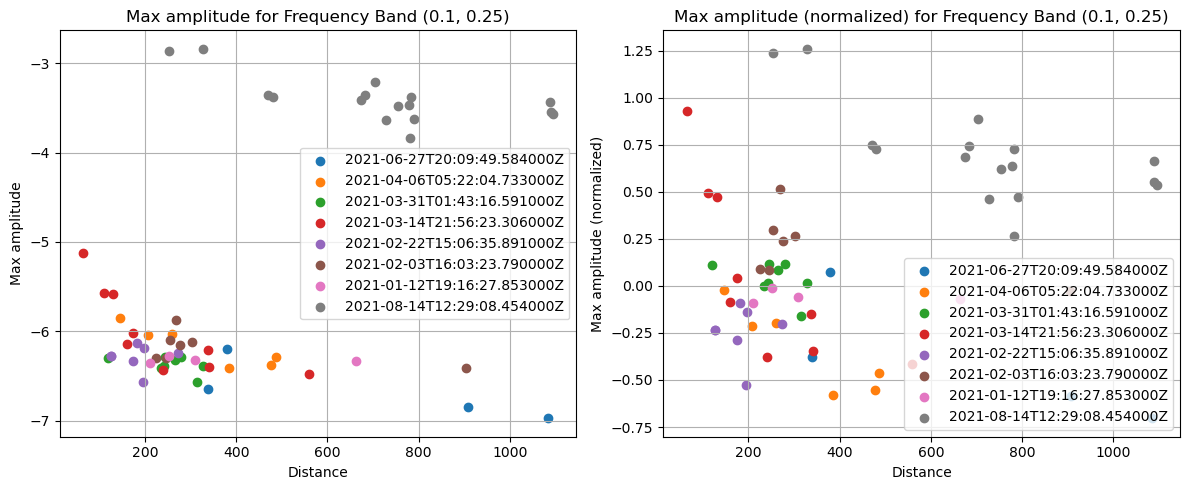 Max amplitude for Frequency Band (0.1, 0.25)
Max amplitude
−3
−4
−5
−6
−7
2021-06-27T20:09:49.584000Z
2021-04-06T05:22:04.733000Z
2021-03-31T01:43:16.591000Z
2021-03-14T21:56:23.306000Z
2021-02-22T15:06:35.891000Z
2021-02-03T16:03:23.790000Z
2021-01-12T19:16:27.853000Z
2021-08-14T12:29:08.454000Z
200 400 600 800 1000
Distance
Max amplitude (normalized) for Frequency Band (0.1, 0.25)
Max amplitude (normalized)
1.25
1.00
0.75
0.50
0.25
0.00
−0.25
−0.50
−0.75
2021-06-27T20:09:49.584000Z
2021-04-06T05:22:04.733000Z
2021-03-31T01:43:16.591000Z
2021-03-14T21:56:23.306000Z
2021-02-22T15:06:35.891000Z
2021-02-03T16:03:23.790000Z
2021-01-12T19:16:27.853000Z
2021-08-14T12:29:08.454000Z
200 400 600 800 1000
Distance